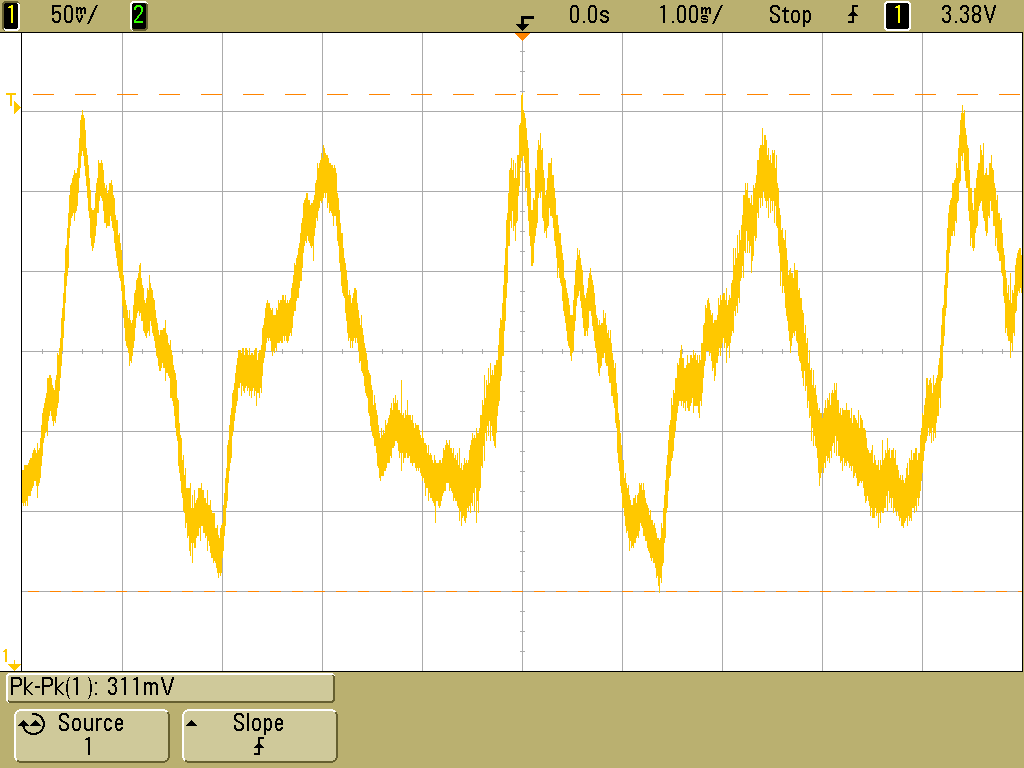 1 50mV/ 2 0.0s 1.00ms/ Stop 1 3.38V
T
1
Pk-Pk(1): 311mV
Source Slope
1